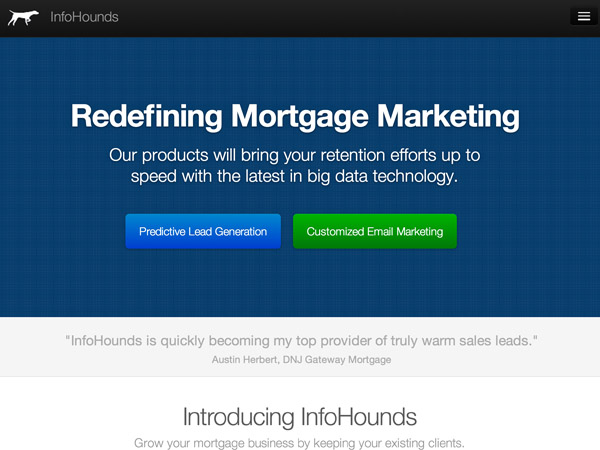 InfoHounds
Redefining Mortgage Marketing
Our products will bring your retention efforts up to
speed with the latest in big data technology.
Predictive Lead Generation
Customized Email Marketing
"InfoHounds is quickly becoming my top provider of truly warm sales leads."
Austin Herbert, DNJ Gateway Mortgage
Introducing InfoHounds
Grow your mortgage business by keeping your existing clients.